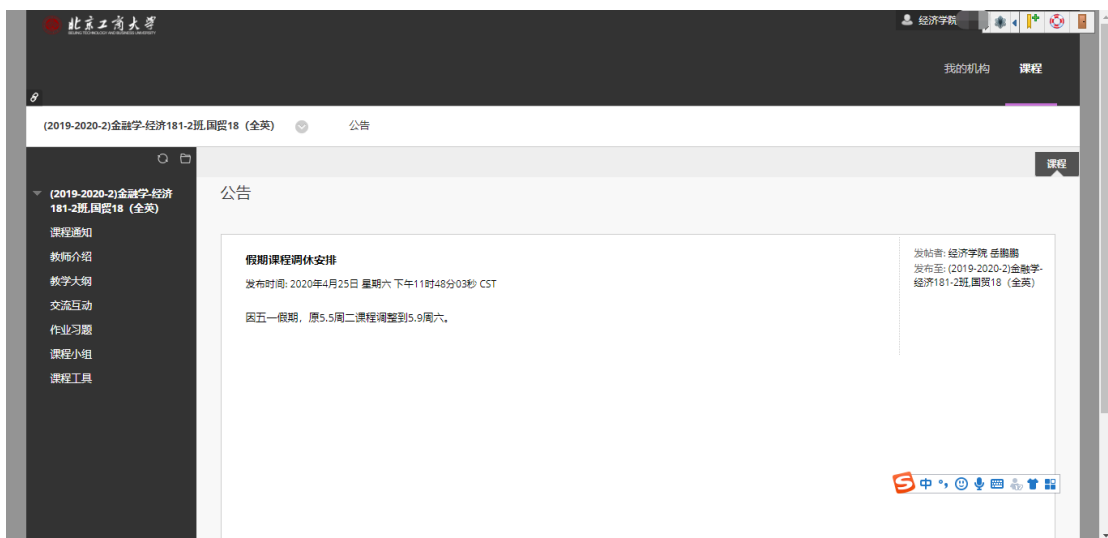 北京工商大学
BEIJING TECHNOLOGY AND BUSINESS UNIVERSITY
经济学院
我的机构
课程
(2019-2020-2)金融学-经济181-2班,国贸18（全英）
公告
课程
(2019-2020-2)金融学-经济
181-2班,国贸18（全英）
课程通知
教师介绍
教学大纲
交流互动
作业习题
课程小组
课程工具
公告
假期课程调休安排
发布时间: 2020年4月25日 星期六 下午11时48分03秒 CST
因五一假期，原5.5周二课程调整到5.9周六。
发帖者: 经济学院 岳鹏鹏
发布至: (2019-2020-2)金融学-
经济181-2班,国贸18（全英）
中